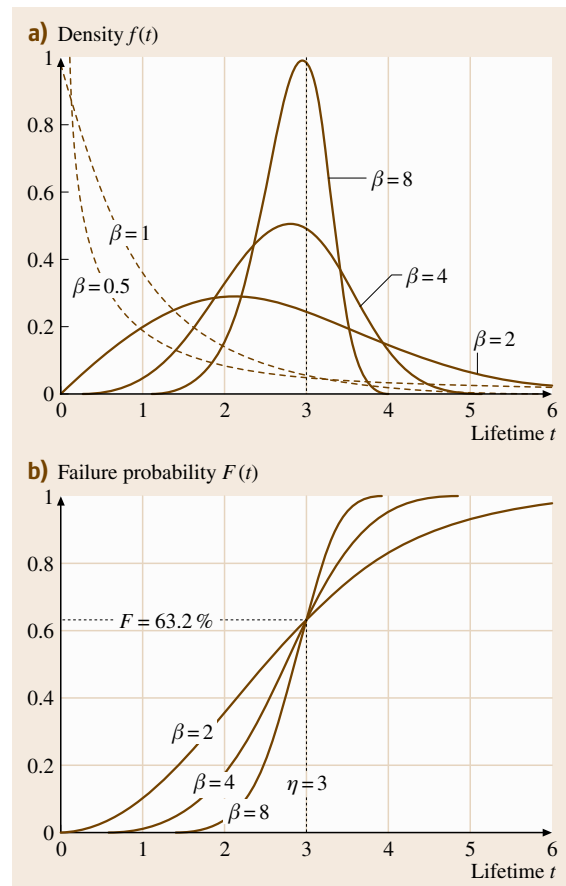 a) Density f(t)
1
0.8
0.6
0.4
0.2
0
β = 8
β = 1
β = 4
β = 0.5
β = 2
0 1 2 3 4 5 6
Lifetime t
b) Failure probability F(t)
1
0.8
0.6
0.4
0.2
0
F = 63.2 %
β = 2
β = 4
η = 3
β = 8
0 1 2 3 4 5 6
Lifetime t